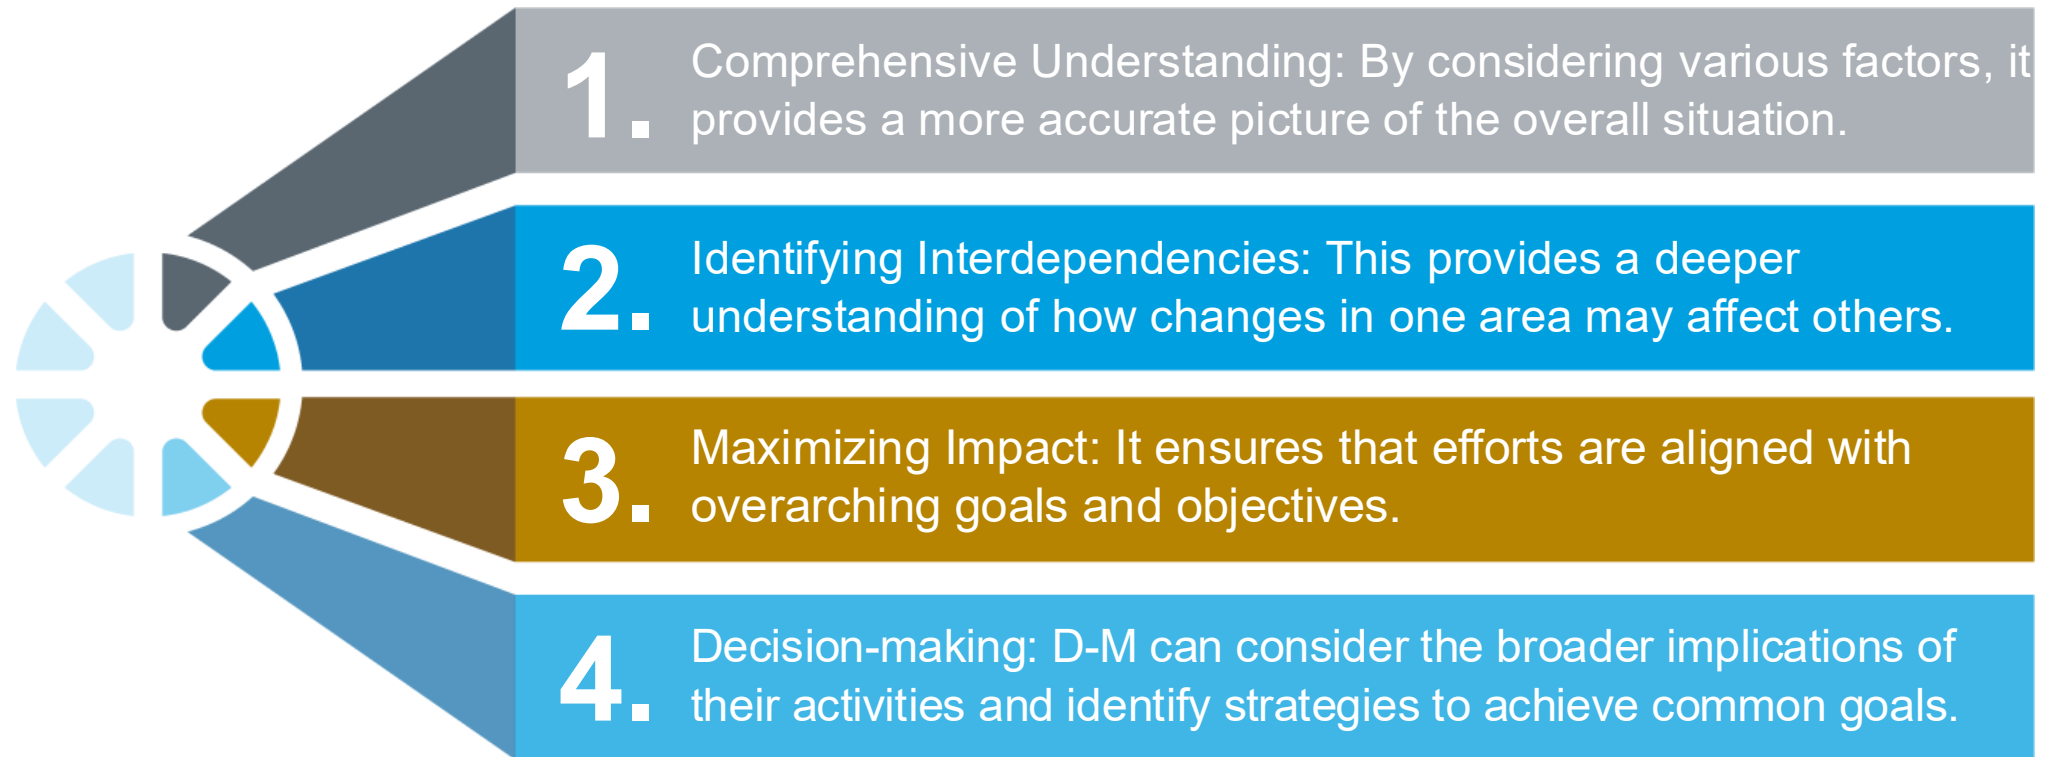 1. Comprehensive Understanding: By considering various factors, it
provides a more accurate picture of the overall situation.
2. Identifying Interdependencies: This provides a deeper
understanding of how changes in one area may affect others.
3. Maximizing Impact: It ensures that efforts are aligned with
overarching goals and objectives.
4. Decision-making: D-M can consider the broader implications of
their activities and identify strategies to achieve common goals.